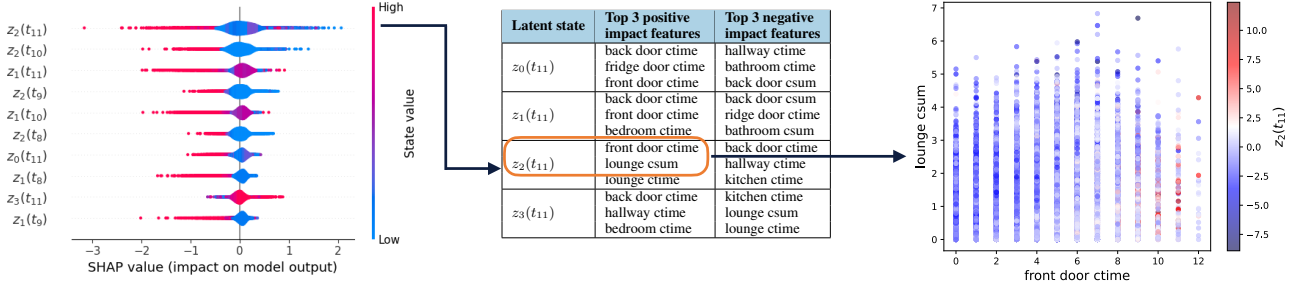 z₂(t₁₁)
z₂(t₁₀)
z₁(t₁₁)
z₂(t₉)
z₁(t₁₀)
z₂(t₈)
z₀(t₁₁)
z₁(t₈)
z₃(t₁₁)
z₁(t₉)
−3 −2 −1 0 1 2
SHAP value (impact on model output)
High
State value
Low
Latent state Top 3 positive impact features Top 3 negative impact features
z₀(t₁₁)
back door ctime hallway ctime
fridge door ctime bathroom ctime
front door ctime back door csum
z₁(t₁₁)
back door ctime back door csum
front door ctime ridge door ctime
bedroom ctime bathroom csum
z₂(t₁₁)
front door ctime back door ctime
lounge csum hallway ctime
lounge ctime kitchen ctime
z₃(t₁₁)
back door ctime kitchen ctime
hallway ctime lounge csum
bedroom ctime lounge ctime
lounge csum
7
6
5
4
3
2
1
0
0 2 4 6 8 10 12
front door ctime
10.0
7.5
5.0
2.5
0.0
−2.5
−5.0
−7.5
z₂(t₁₁)